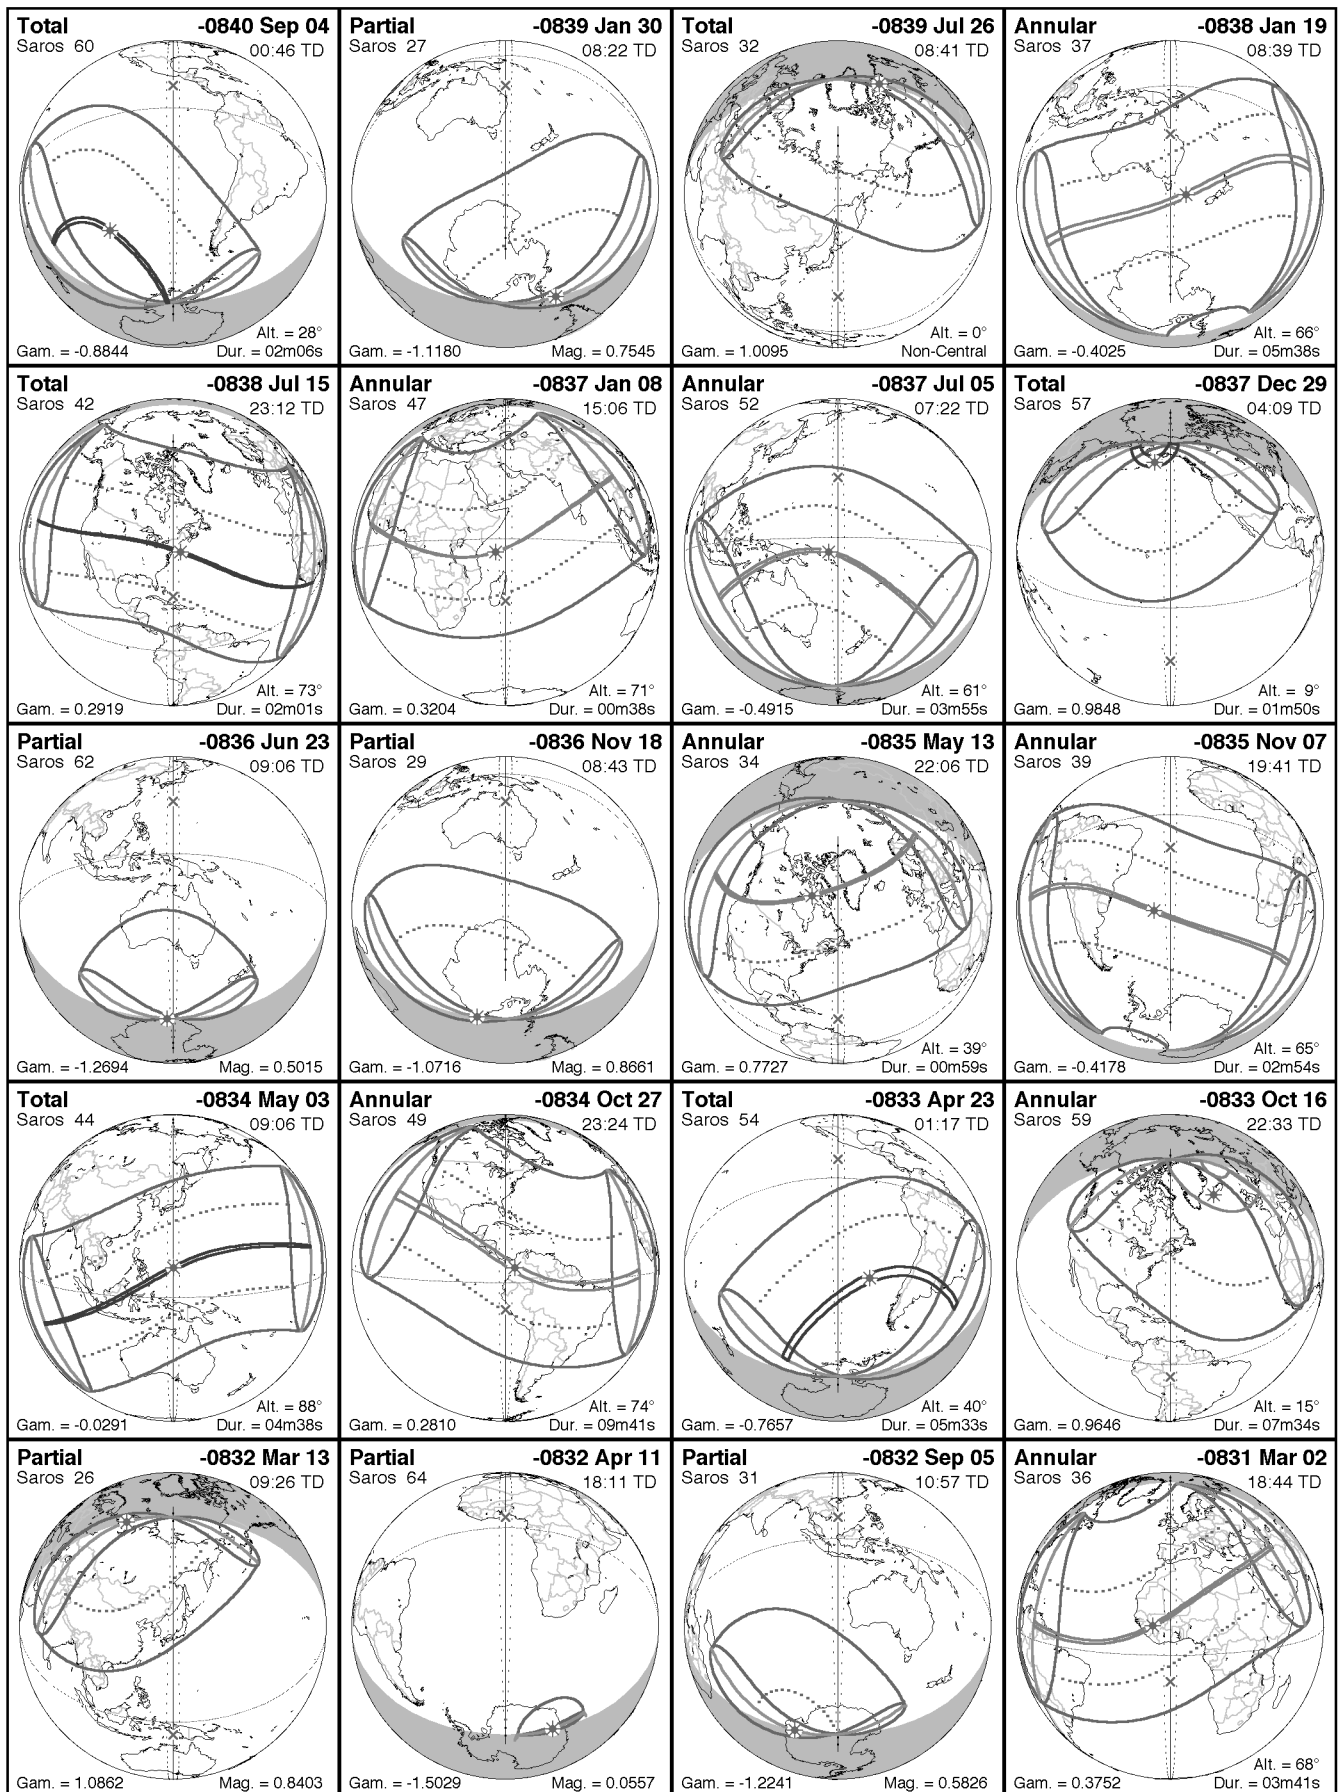 Total -0840 Sep 04
Saros 60 00:46 TD
Alt. = 28°
Gam. = -0.8844 Dur. = 02m06s
Partial -0839 Jan 30
Saros 27 08:22 TD
Gam. = -1.1180 Mag. = 0.7545
Total -0839 Jul 26
Saros 32 08:41 TD
Alt. = 0°
Gam. = 1.0095 Non-Central
Annular -0838 Jan 19
Saros 37 08:39 TD
Alt. = 66°
Gam. = -0.4025 Dur. = 05m38s
Total -0838 Jul 15
Saros 42 23:12 TD
Alt. = 73°
Gam. = 0.2919 Dur. = 02m01s
Annular -0837 Jan 08
Saros 47 15:06 TD
Alt. = 71°
Gam. = 0.3204 Dur. = 00m38s
Annular -0837 Jul 05
Saros 52 07:22 TD
Alt. = 61°
Gam. = -0.4915 Dur. = 03m55s
Total -0837 Dec 29
Saros 57 04:09 TD
Alt. = 9°
Gam. = 0.9848 Dur. = 01m50s
Partial -0836 Jun 23
Saros 62 09:06 TD
Gam. = -1.2694 Mag. = 0.5015
Partial -0836 Nov 18
Saros 29 08:43 TD
Gam. = -1.0716 Mag. = 0.8661
Annular -0835 May 13
Saros 34 22:06 TD
Alt. = 39°
Gam. = 0.7727 Dur. = 00m59s
Annular -0835 Nov 07
Saros 39 19:41 TD
Alt. = 65°
Gam. = -0.4178 Dur. = 02m54s
Total -0834 May 03
Saros 44 09:06 TD
Alt. = 88°
Gam. = -0.0291 Dur. = 04m38s
Annular -0834 Oct 27
Saros 49 23:24 TD
Alt. = 74°
Gam. = 0.2810 Dur. = 09m41s
Total -0833 Apr 23
Saros 54 01:17 TD
Alt. = 40°
Gam. = -0.7657 Dur. = 05m33s
Annular -0833 Oct 16
Saros 59 22:33 TD
Alt. = 15°
Gam. = 0.9646 Dur. = 07m34s
Partial -0832 Mar 13
Saros 26 09:26 TD
Gam. = 1.0862 Mag. = 0.8403
Partial -0832 Apr 11
Saros 64 18:11 TD
Gam. = -1.5029 Mag. = 0.0557
Partial -0832 Sep 05
Saros 31 10:57 TD
Gam. = -1.2241 Mag. = 0.5826
Annular -0831 Mar 02
Saros 36 18:44 TD
Alt. = 68°
Gam. = 0.3752 Dur. = 03m41s